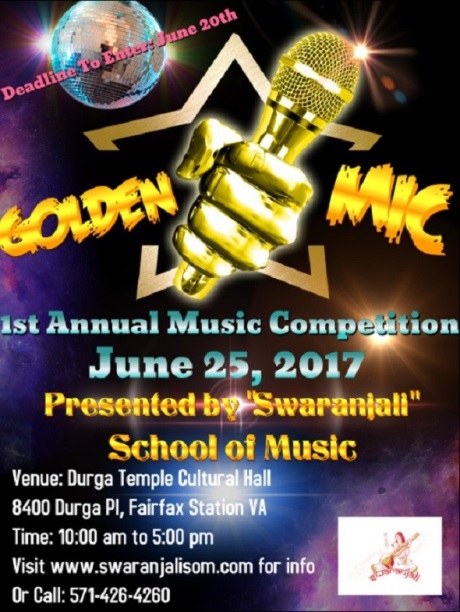 Deadline To Enter: June 20th
GOLDEN MIC
1st Annual Music Competition
June 25, 2017
Presented by "Swaranjali"
School of Music
Venue: Durga Temple Cultural Hall
8400 Durga Pl, Fairfax Station VA
Time: 10:00 am to 5:00 pm
Visit www.swaranjalisom.com for info
Or Call: 571-426-4260